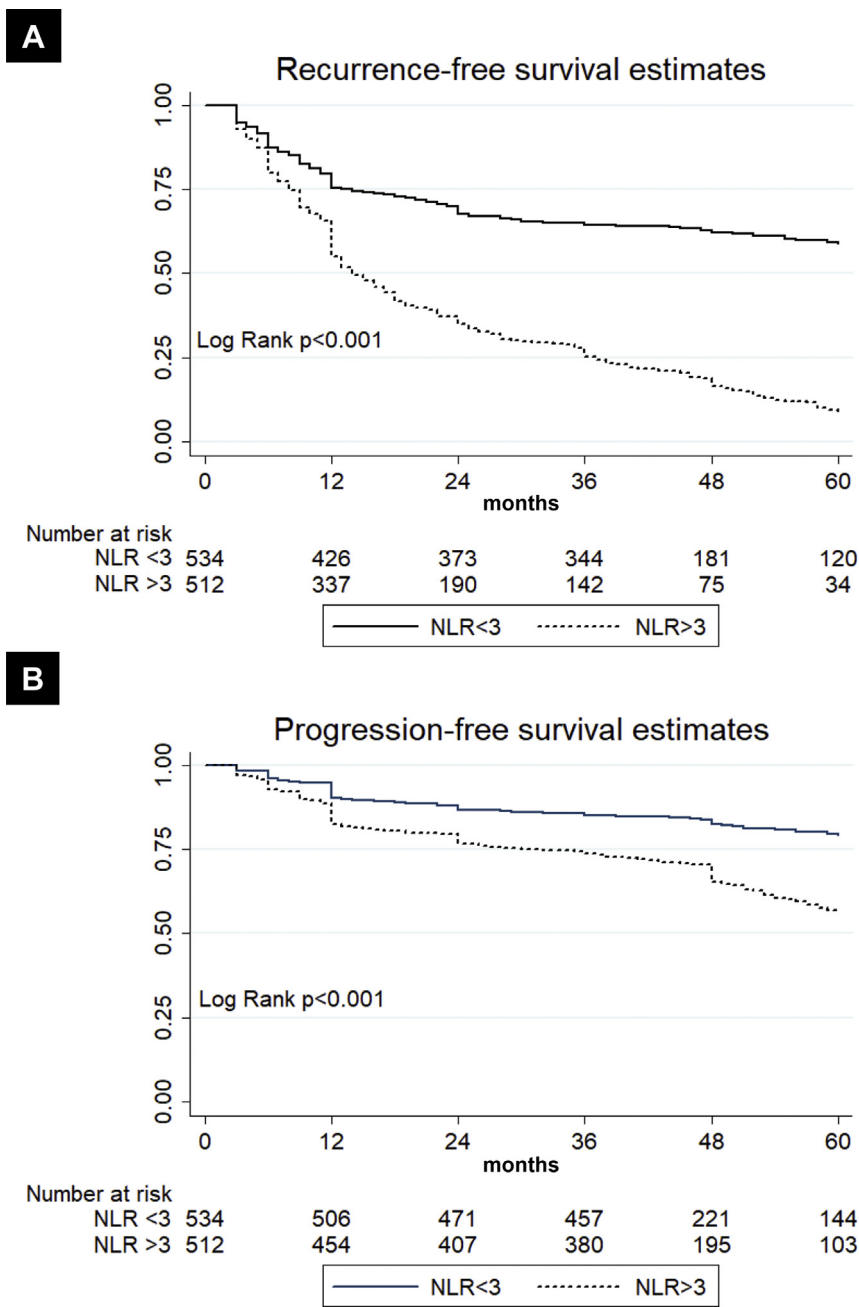 A
Recurrence-free survival estimates
1.00
0.75
0.50
0.25
0.00
Log Rank p<0.001
0 12 24 36 48 60
months
Number at risk
NLR <3 534 426 373 344 181 120
NLR >3 512 337 190 142 75 34
NLR<3 NLR>3
B
Progression-free survival estimates
1.00
0.75
0.50
0.25
0.00
Log Rank p<0.001
0 12 24 36 48 60
months
Number at risk
NLR <3 534 506 471 457 221 144
NLR >3 512 454 407 380 195 103
NLR<3 NLR>3